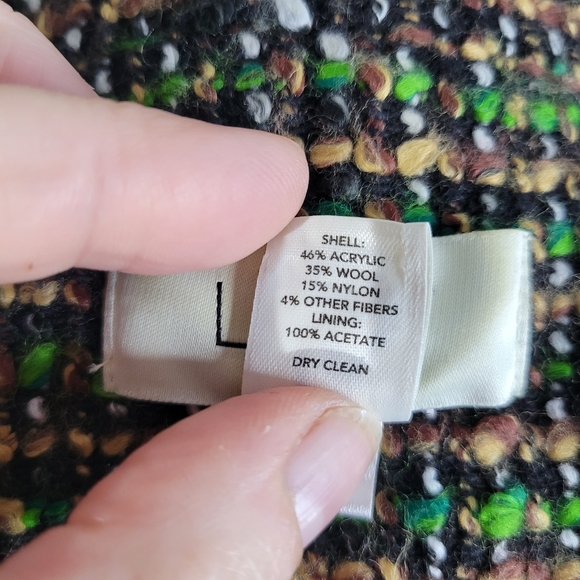 SHELL:
46% ACRYLIC
35% WOOL
15% NYLON
4% OTHER FIBERS
LINING:
100% ACETATE
DRY CLEAN